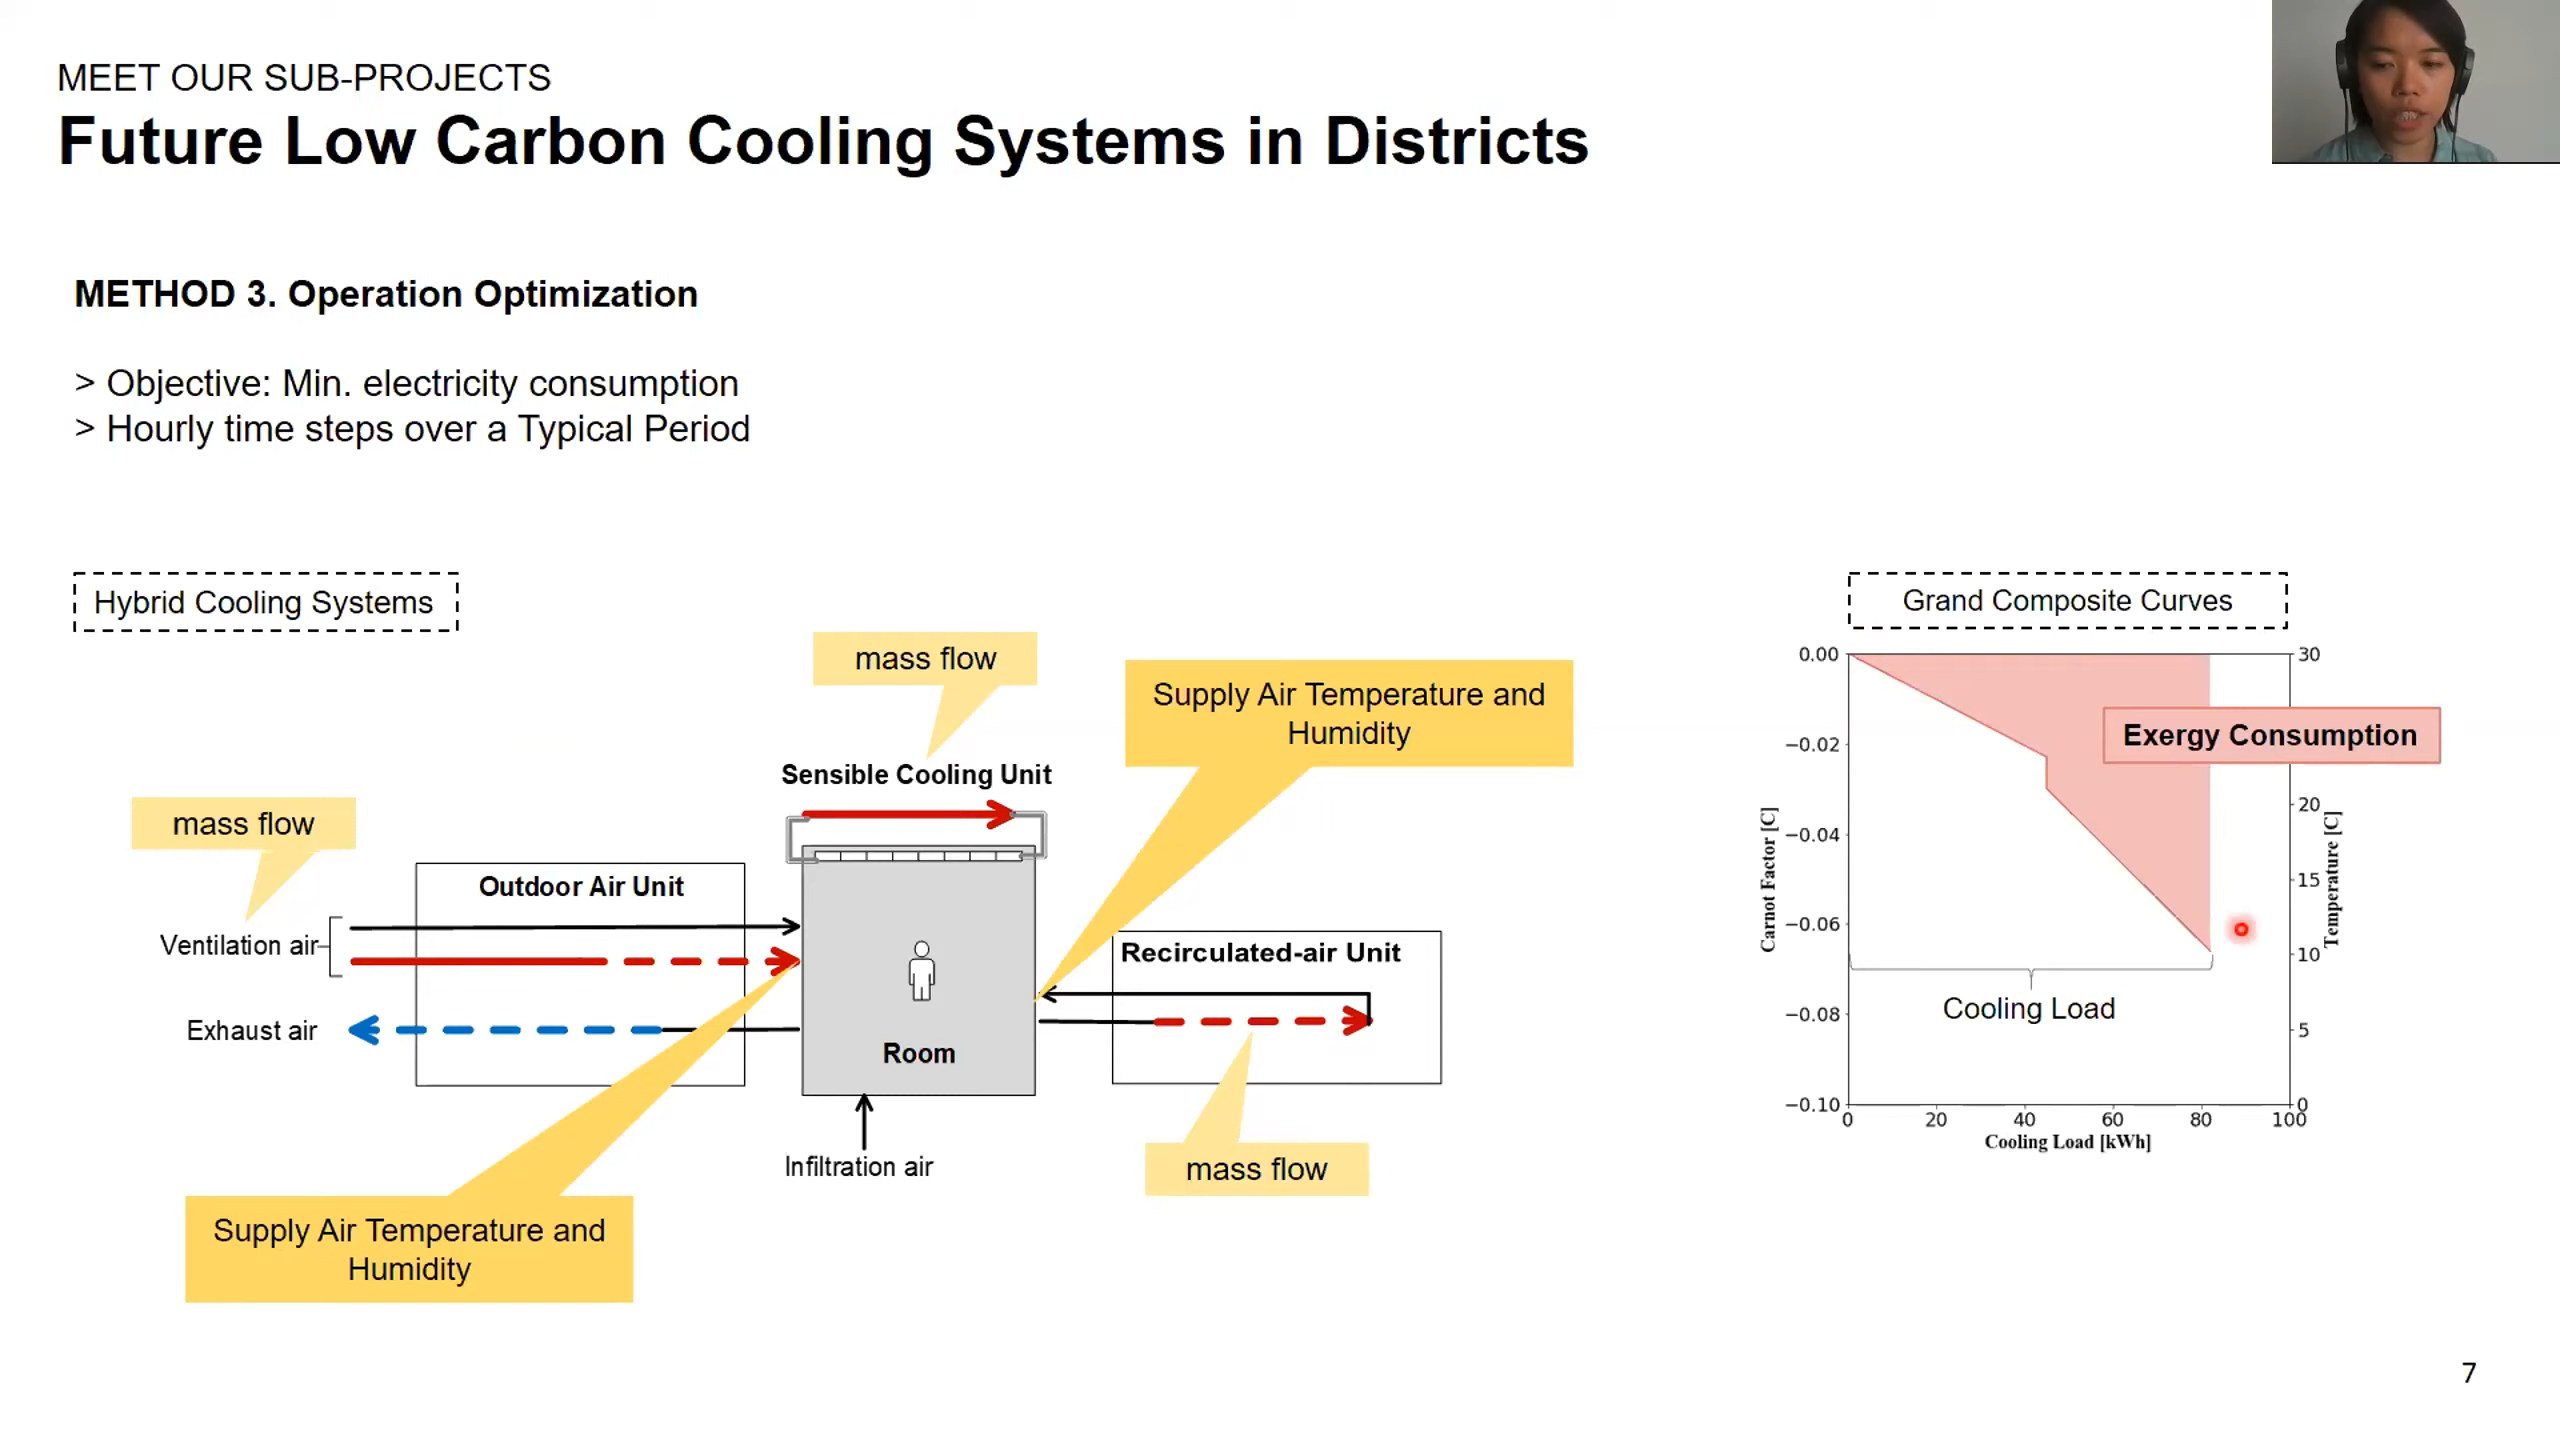 MEET OUR SUB-PROJECTS
Future Low Carbon Cooling Systems in Districts
METHOD 3. Operation Optimization
> Objective: Min. electricity consumption
> Hourly time steps over a Typical Period
Hybrid Cooling Systems
mass flow
Supply Air Temperature and
Humidity
Sensible Cooling Unit
mass flow
Outdoor Air Unit
Ventilation air
Exhaust air
Room
Recirculated-air Unit
Infiltration air
mass flow
Supply Air Temperature and
Humidity
Grand Composite Curves
0.00
−0.02
−0.04
−0.06
−0.08
−0.10
Carnot Factor [C]
30
20
15
10
5
0
Temperature [C]
Exergy Consumption
Cooling Load
0 20 40 60 80 100
Cooling Load [kWh]
7